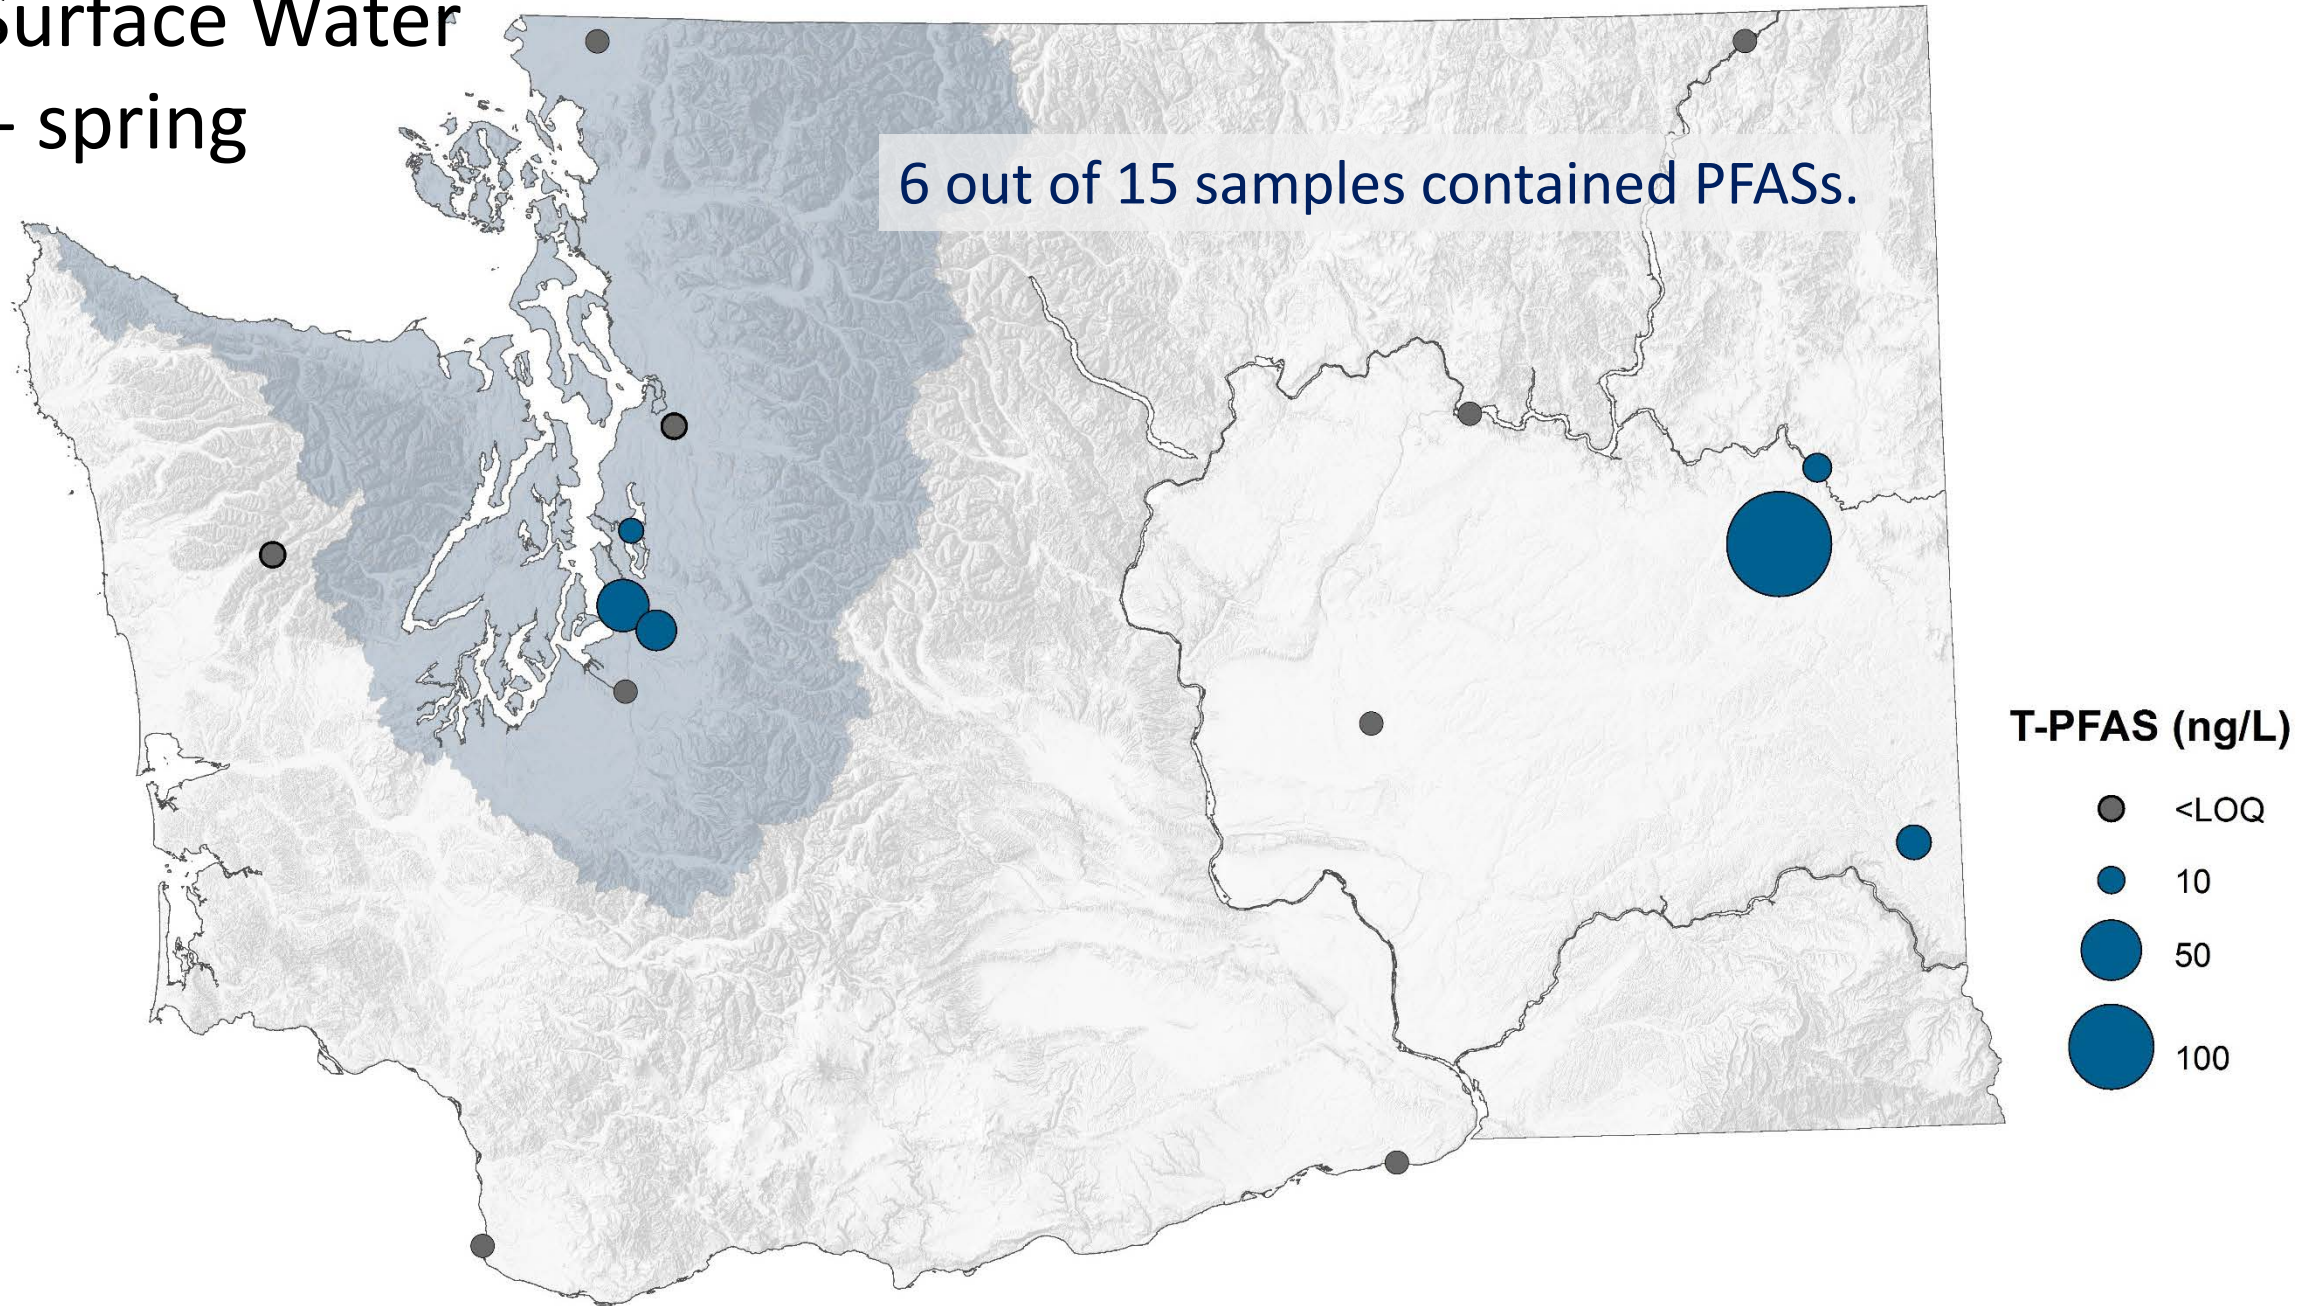 Surface Water
- spring
6 out of 15 samples contained PFASs.
T-PFAS (ng/L)
<LOQ
10
50
100